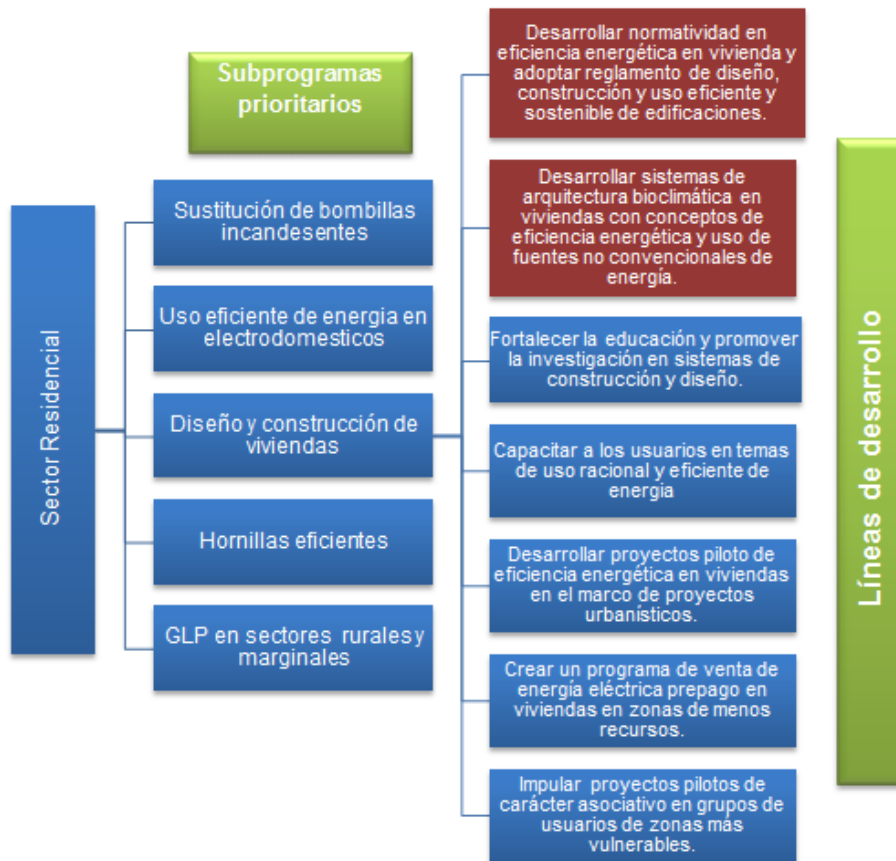 Subprogramas
prioritarios
Sector Residencial
Sustitución de bombillas
incandesentes
Uso eficiente de energia en
electrodomesticos
Diseño y construcción de
viviendas
Hornillas eficientes
GLP en sectores rurales y
marginales
Desarrollar normatividad en
eficiencia energética en vivienda y
adoptar reglamento de diseño,
construcción y uso eficiente y
sostenible de edificaciones.
Desarrollar sistemas de
arquitectura bioclimática en
viviendas con conceptos de
eficiencia energética y uso de
fuentes no convencionales de
energía.
Fortalecer la educación y promover
la investigación en sistemas de
construcción y diseño.
Capacitar a los usuarios en temas
de uso racional y eficiente de
energia
Desarrollar proyectos piloto de
eficiencia energética en viviendas
en el marco de proyectos
urbanísticos.
Crear un programa de venta de
energía eléctrica prepago en
viviendas en zonas de menos
recursos.
Impular proyectos pilotos de
carácter asociativo en grupos de
usuarios de zonas más
vulnerables.
Líneas de desarrollo